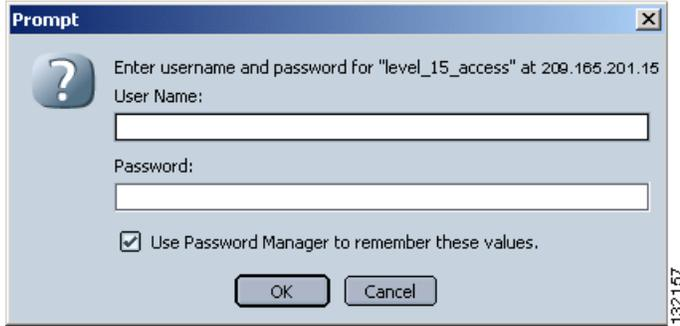 Prompt
Enter username and password for "level_15_access" at 209.165.201.15
User Name:
Password:
Use Password Manager to remember these values.
OK
Cancel
132157